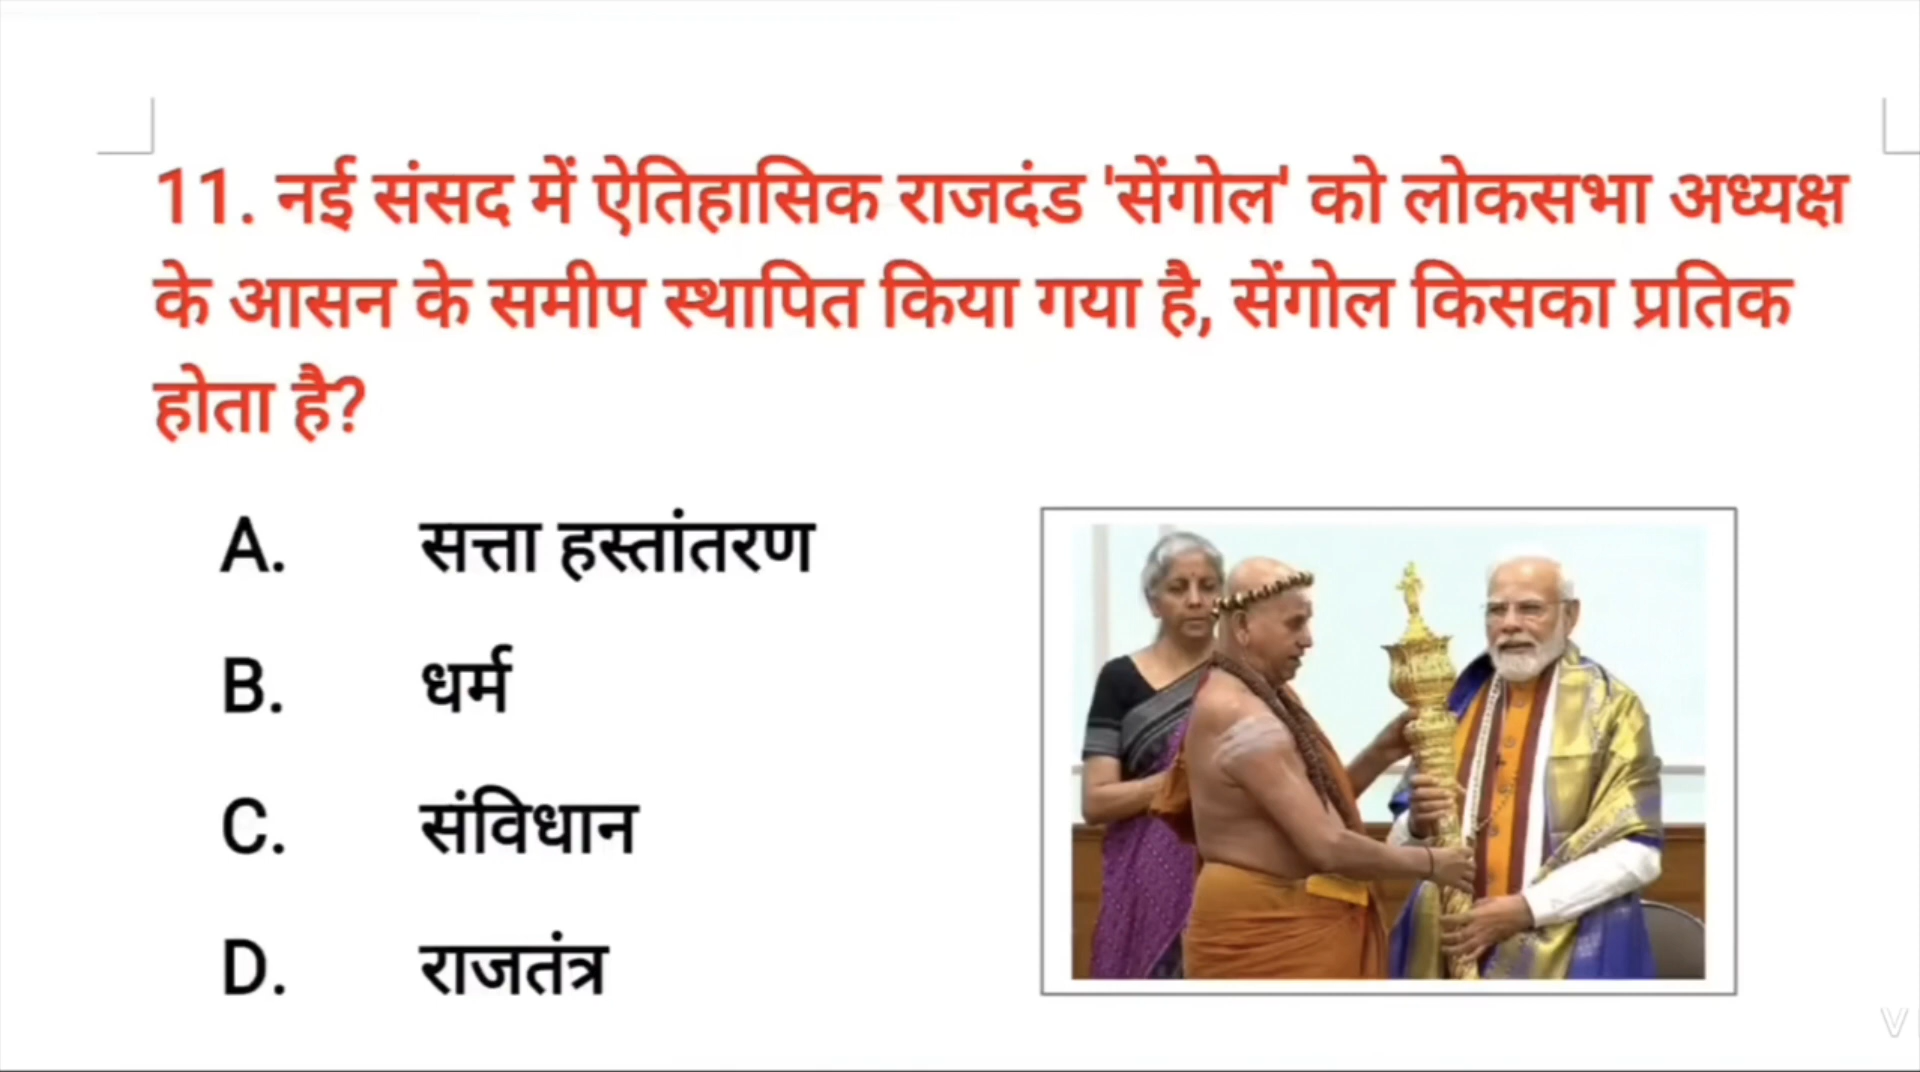 11. नई संसद में ऐतिहासिक राजदंड 'सेंगोल' को लोकसभा अध्यक्ष
के आसन के समीप स्थापित किया गया है, सेंगोल किसका प्रतिक
होता है?
A. सत्ता हस्तांतरण
B. धर्म
C. संविधान
D. राजतंत्र
V